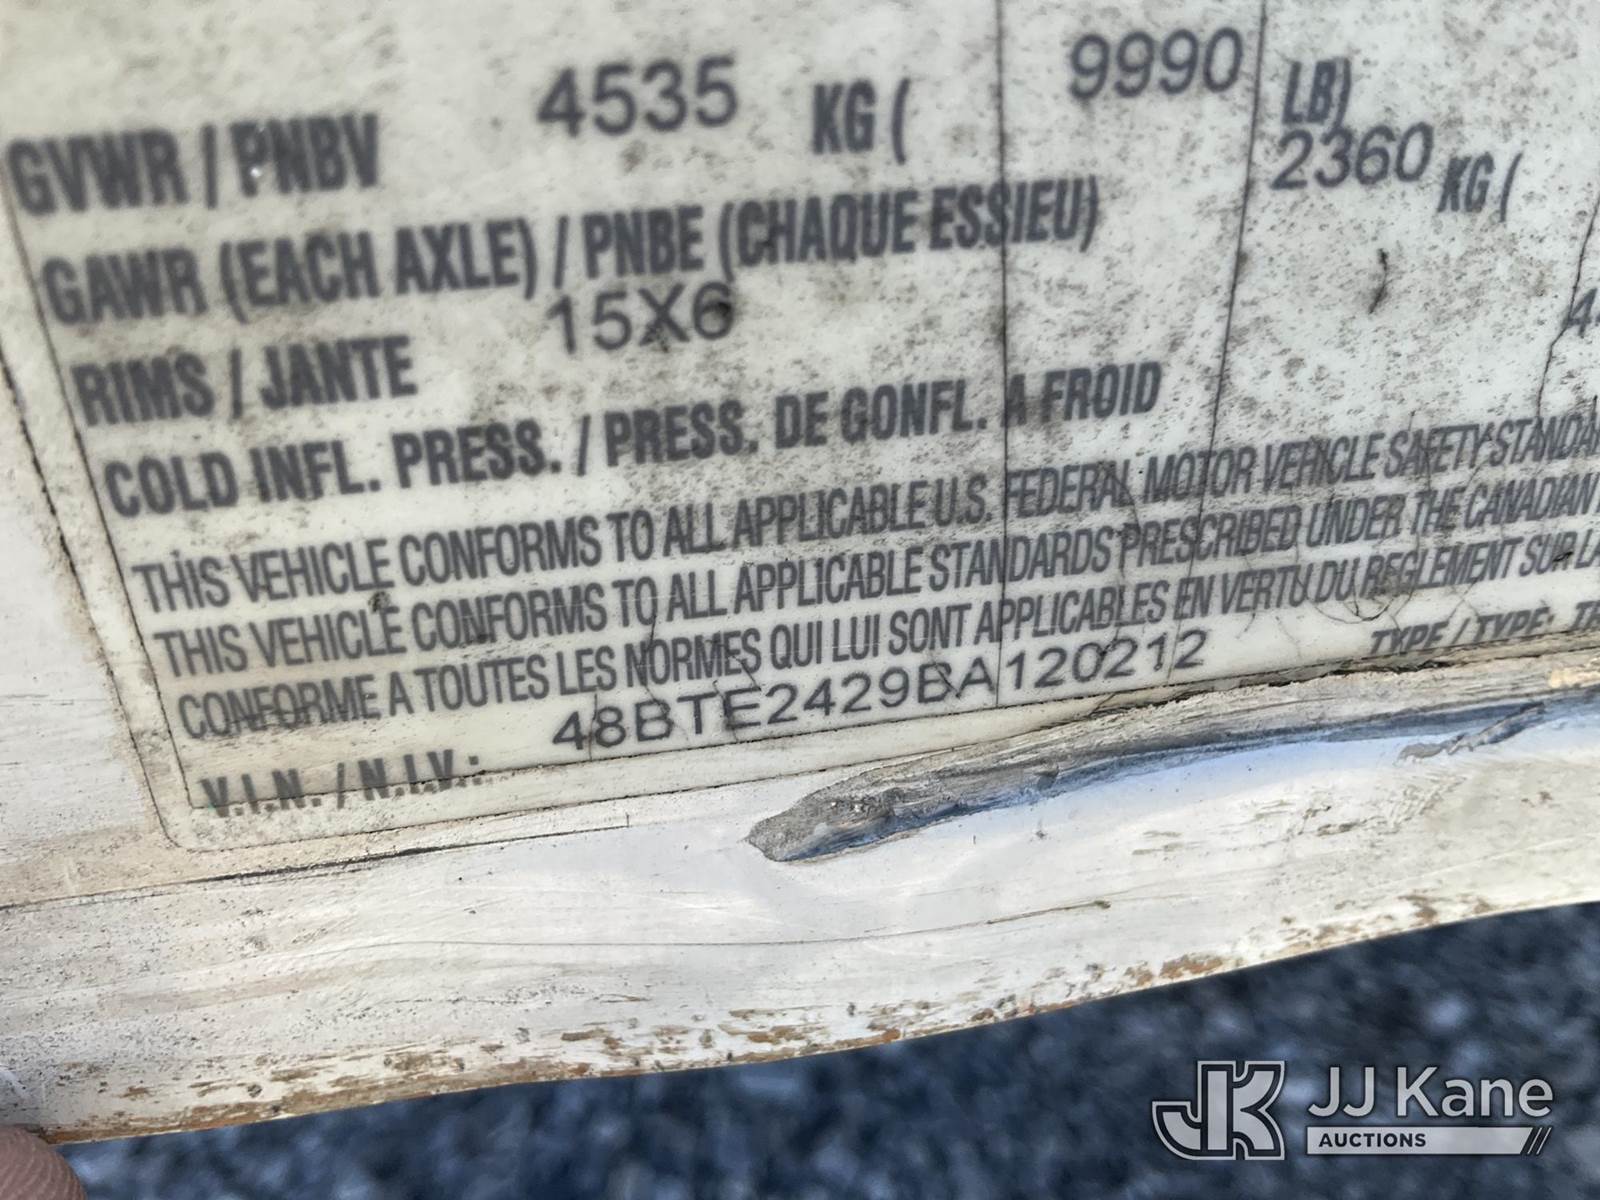 GVWR / PNBV 4535 KG ( 9990 LB)
GAWR (EACH AXLE) / PNBE (CHAQUE ESSIEU) 2360 KG (
RIMS / JANTE 15X6
COLD INFL. PRESS. / PRESS. DE GONFL. A FROID
THIS VEHICLE CONFORMS TO ALL APPLICABLE U.S. FEDERAL MOTOR VEHICLE SAFETY
THIS VEHICLE CONFORMS TO ALL APPLICABLE STANDARDS PRESCRIBED UNDER THE CANADIAN
CONFORME A TOUTES LES NORMES QUI LUI SONT APPLICABLES EN VERTU DU REGLEMENT SUR
V.I.N. / N.I.V.: 48BTE2429BA120212 TYPE / TYPE:
JK JJ Kane
AUCTIONS